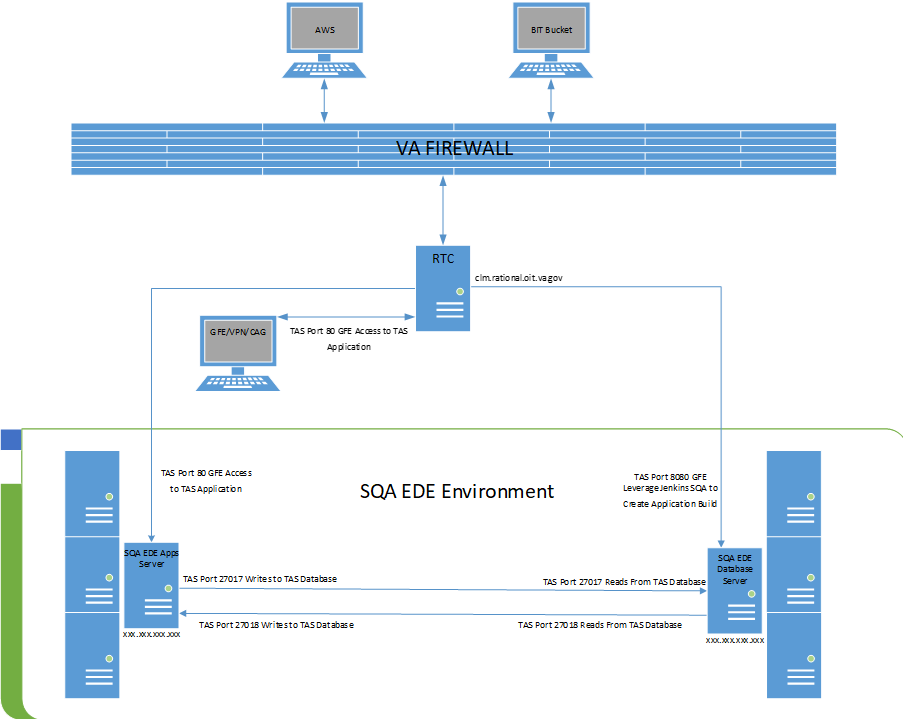 AWS
BIT Bucket
VA FIREWALL
RTC
clm.rational.oit.va.gov
GFE/VPN/CAG
TAS Port 80 GFE Access to TAS
Application
TAS Port 80 GFE Access
to TAS Application
SQA EDE Environment
TAS Port 8080 GFE
Leverage Jenkins SQA to
Create Application Build
SQA EDE Apps
Server
SQA EDE
Database
Server
TAS Port 27017 Writes to TAS Database
TAS Port 27017 Reads From TAS Database
TAS Port 27018 Writes to TAS Database
TAS Port 27018 Reads From TAS Database
xxx.xxx.xxx.xxx
xxx.xxx.xxx.xxx